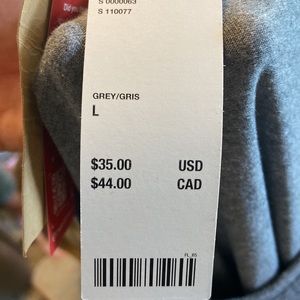 S 0000063
S 110077
GREY/GRIS
L
$35.00 USD
$44.00 CAD